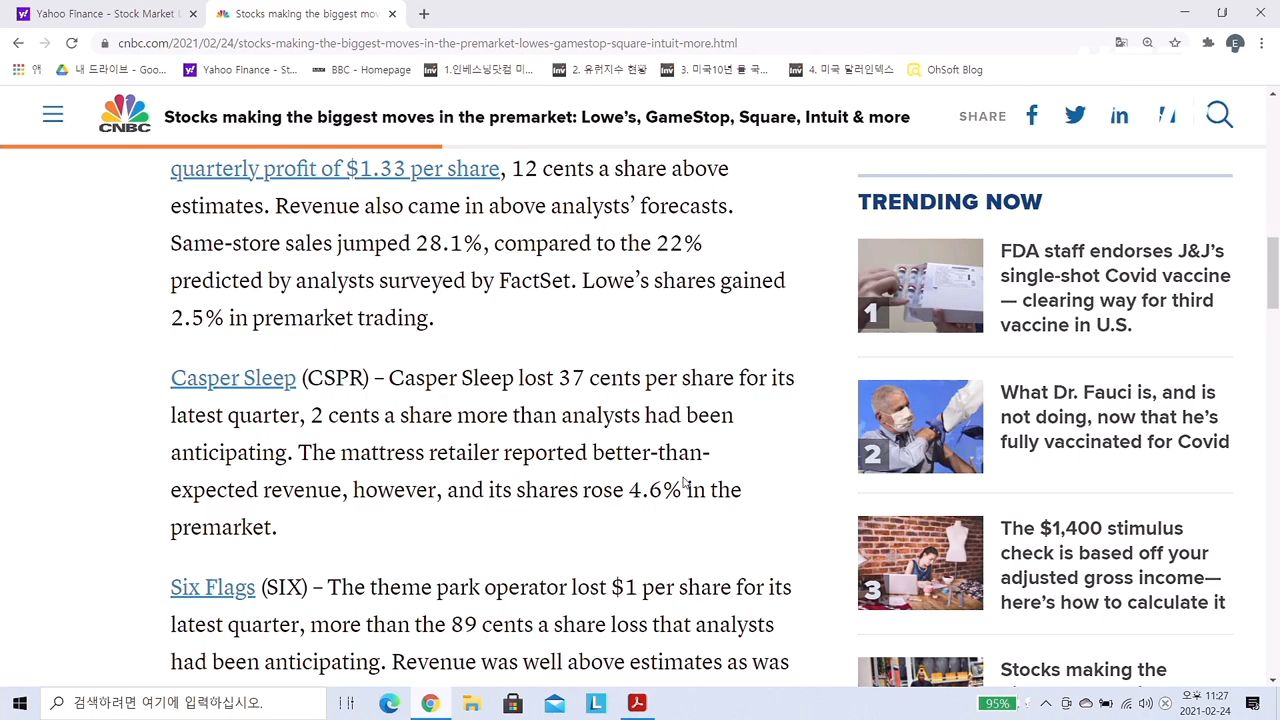 Yahoo Finance - Stock Market L
Stocks making the biggest mov
cnbc.com/2021/02/24/stocks-making-the-biggest-moves-in-the-premarket-lowes-gamestop-square-intuit-more.html
E
앱
내 드라이브 - Goo...
Yahoo Finance - St...
BBC - Homepage
1.인베스닝닷컴 미...
2. 유럽지수 현황
3. 미국10년 물 국...
4. 미국 달러인덱스
OhSoft Blog
CNBC
Stocks making the biggest moves in the premarket: Lowe's, GameStop, Square, Intuit & more
SHARE
quarterly profit of $1.33 per share, 12 cents a share above
estimates. Revenue also came in above analysts’ forecasts.
Same-store sales jumped 28.1%, compared to the 22%
predicted by analysts surveyed by FactSet. Lowe’s shares gained
2.5% in premarket trading.
Casper Sleep (CSPR) – Casper Sleep lost 37 cents per share for its
latest quarter, 2 cents a share more than analysts had been
anticipating. The mattress retailer reported better-than-
expected revenue, however, and its shares rose 4.6% in the
premarket.
Six Flags (SIX) – The theme park operator lost $1 per share for its
latest quarter, more than the 89 cents a share loss that analysts
had been anticipating. Revenue was well above estimates as was
TRENDING NOW
1
FDA staff endorses J&J’s
single-shot Covid vaccine
— clearing way for third
vaccine in U.S.
2
What Dr. Fauci is, and is
not doing, now that he’s
fully vaccinated for Covid
3
The $1,400 stimulus
check is based off your
adjusted gross income—
here’s how to calculate it
Stocks making the
검색하려면 여기에 입력하십시오.
95%
오후 11:27
2021-02-24